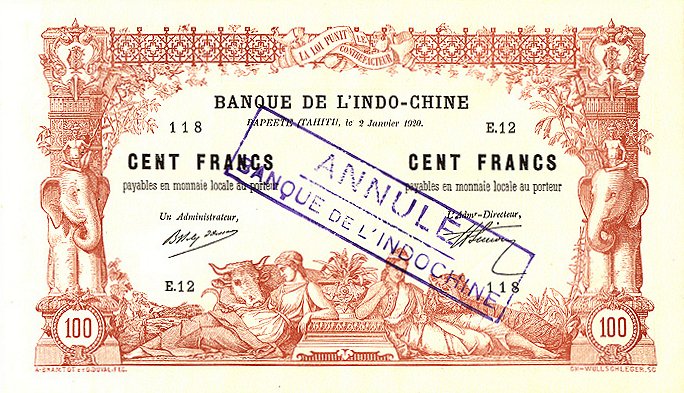 LA LOI PUNIT LE
CONTREFACTEUR
BANQUE DE L'INDO-CHINE
118 PAPEETE (TAHITI), le 2 Janvier 1920. E.12
CENT FRANCS CENT FRANCS
payables en monnaie locale au porteur payables en monnaie locale au porteur
Un Administrateur, L'Admr-Directeur,
ANNULÉ
BANQUE DE L'INDOCHINE
E.12 118
100 100